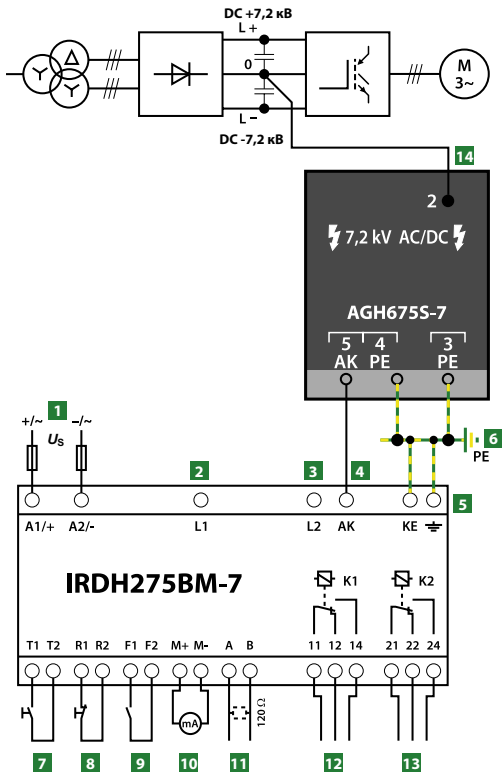 DC +7,2 кВ
L +
Δ
Y
Y
0
M
3~
L −
DC -7,2 кВ
14
2
7,2 kV AC/DC
AGH675S-7
5 4 3
AK PE PE
1
+/~ −/~
Us
2 3 4 6
PE
5
A1/+ A2/- L1 L2 AK KE
IRDH275BM-7
K1 K2
T1 T2 R1 R2 F1 F2 M+ M- A B 11 12 14 21 22 24
mA
120 Ω
7 8 9 10 11 12 13